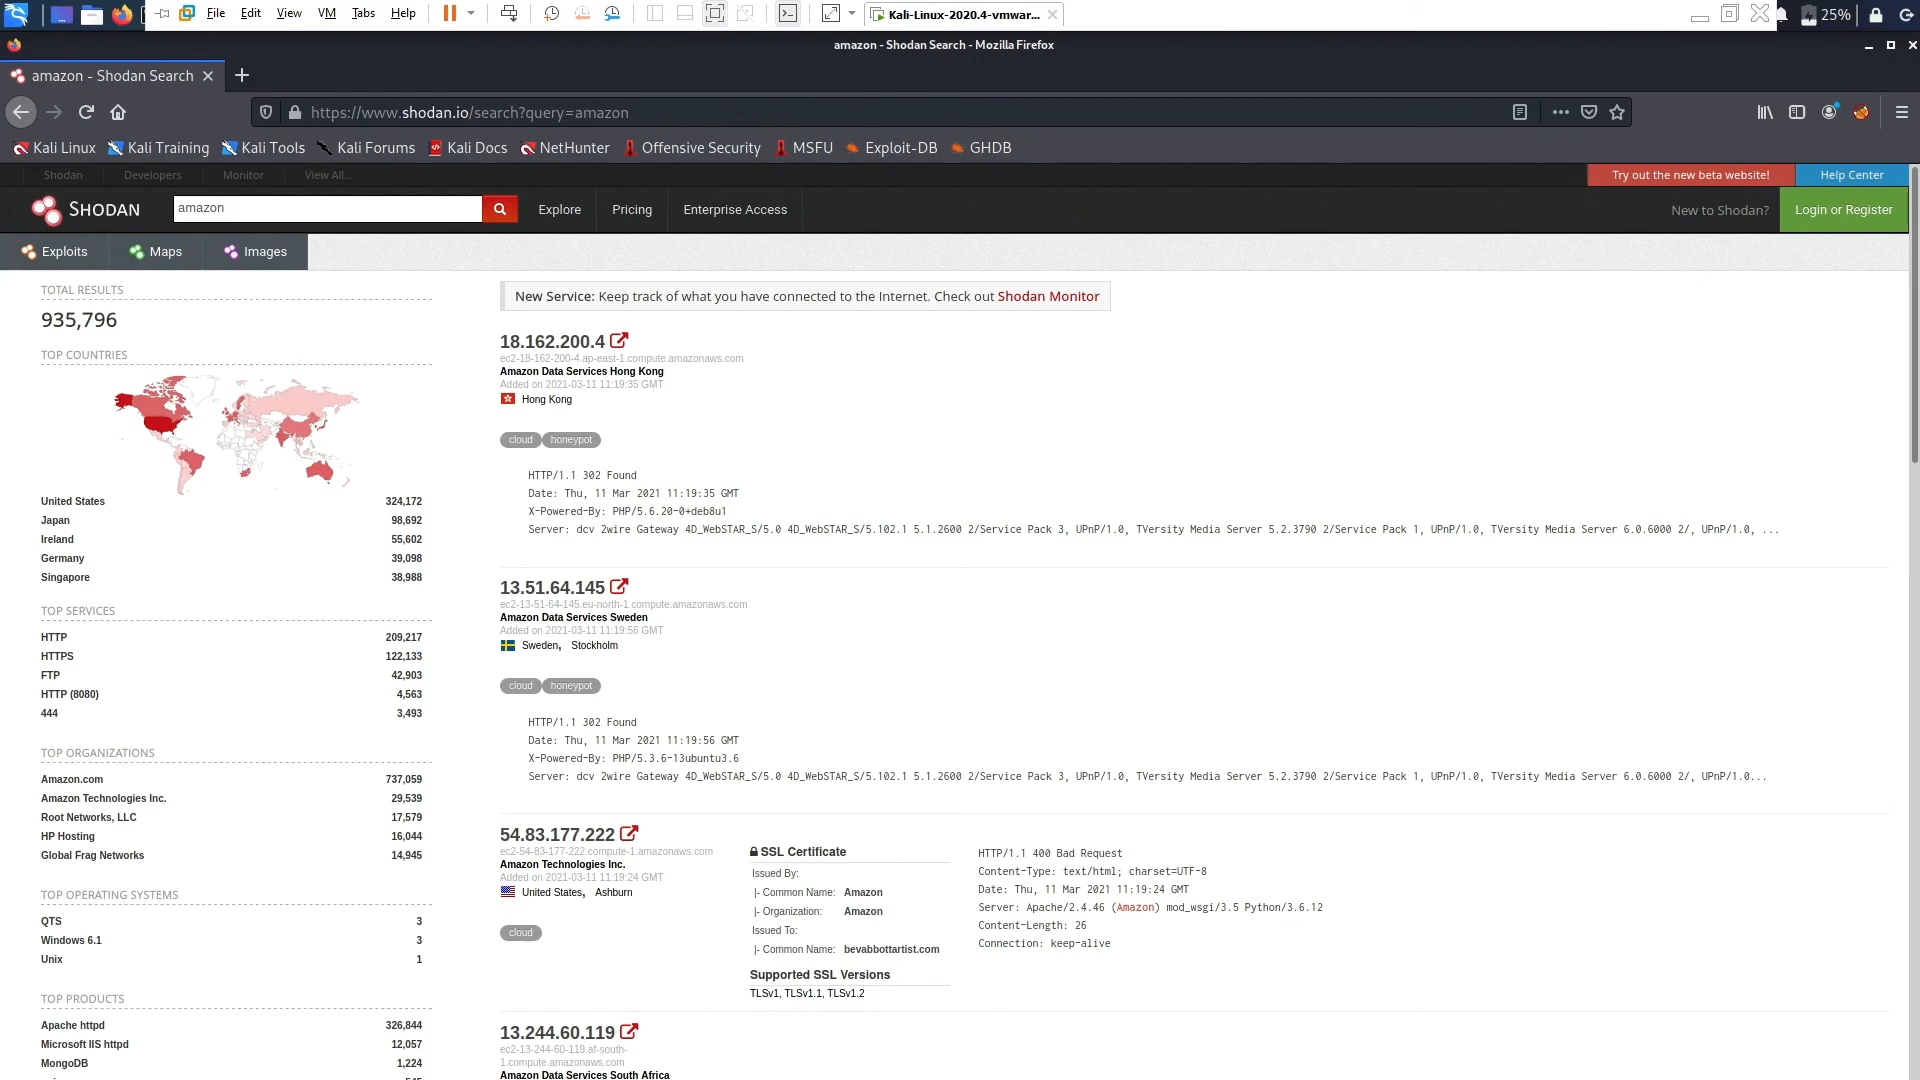 File Edit View VM Tabs Help Kali-Linux-2020.4-vmwar... 25%
amazon - Shodan Search - Mozilla Firefox
amazon - Shodan Search
https://www.shodan.io/search?query=amazon
Kali Linux Kali Training Kali Tools Kali Forums Kali Docs NetHunter Offensive Security MSFU Exploit-DB GHDB
Shodan Developers Monitor View All... Try out the new beta website! Help Center
SHODAN amazon Explore Pricing Enterprise Access New to Shodan? Login or Register
Exploits Maps Images
TOTAL RESULTS
935,796
TOP COUNTRIES
United States 324,172
Japan 98,692
Ireland 55,602
Germany 39,098
Singapore 38,988
TOP SERVICES
HTTP 209,217
HTTPS 122,133
FTP 42,903
HTTP (8080) 4,563
444 3,493
TOP ORGANIZATIONS
Amazon.com 737,059
Amazon Technologies Inc. 29,539
Root Networks, LLC 17,579
HP Hosting 16,044
Global Frag Networks 14,945
TOP OPERATING SYSTEMS
QTS 3
Windows 6.1 3
Unix 1
TOP PRODUCTS
Apache httpd 326,844
Microsoft IIS httpd 12,057
MongoDB 1,224
New Service: Keep track of what you have connected to the Internet. Check out Shodan Monitor
18.162.200.4
ec2-18-162-200-4.ap-east-1.compute.amazonaws.com
Amazon Data Services Hong Kong
Added on 2021-03-11 11:19:35 GMT
Hong Kong
cloud honeypot
HTTP/1.1 302 Found
Date: Thu, 11 Mar 2021 11:19:35 GMT
X-Powered-By: PHP/5.6.20-0+deb8u1
Server: dcv 2wire Gateway 4D_WebSTAR_S/5.0 4D_WebSTAR_S/5.102.1 5.1.2600 2/Service Pack 3, UPnP/1.0, TVersity Media Server 5.2.3790 2/Service Pack 1, UPnP/1.0, TVersity Media Server 6.0.6000 2/, UPnP/1.0, ...
13.51.64.145
ec2-13-51-64-145.eu-north-1.compute.amazonaws.com
Amazon Data Services Sweden
Added on 2021-03-11 11:19:56 GMT
Sweden, Stockholm
cloud honeypot
HTTP/1.1 302 Found
Date: Thu, 11 Mar 2021 11:19:56 GMT
X-Powered-By: PHP/5.3.6-13ubuntu3.6
Server: dcv 2wire Gateway 4D_WebSTAR_S/5.0 4D_WebSTAR_S/5.102.1 5.1.2600 2/Service Pack 3, UPnP/1.0, TVersity Media Server 5.2.3790 2/Service Pack 1, UPnP/1.0, TVersity Media Server 6.0.6000 2/, UPnP/1.0...
54.83.177.222
ec2-54-83-177-222.compute-1.amazonaws.com
Amazon Technologies Inc.
Added on 2021-03-11 11:19:24 GMT
United States, Ashburn
cloud
SSL Certificate
Issued By:
|- Common Name: Amazon
|- Organization: Amazon
Issued To:
|- Common Name: bevabbottartist.com
Supported SSL Versions
TLSv1, TLSv1.1, TLSv1.2
HTTP/1.1 400 Bad Request
Content-Type: text/html; charset=UTF-8
Date: Thu, 11 Mar 2021 11:19:24 GMT
Server: Apache/2.4.46 (Amazon) mod_wsgi/3.5 Python/3.6.12
Content-Length: 26
Connection: keep-alive
13.244.60.119
ec2-13-244-60-119.af-south-
1.compute.amazonaws.com
Amazon Data Services South Africa